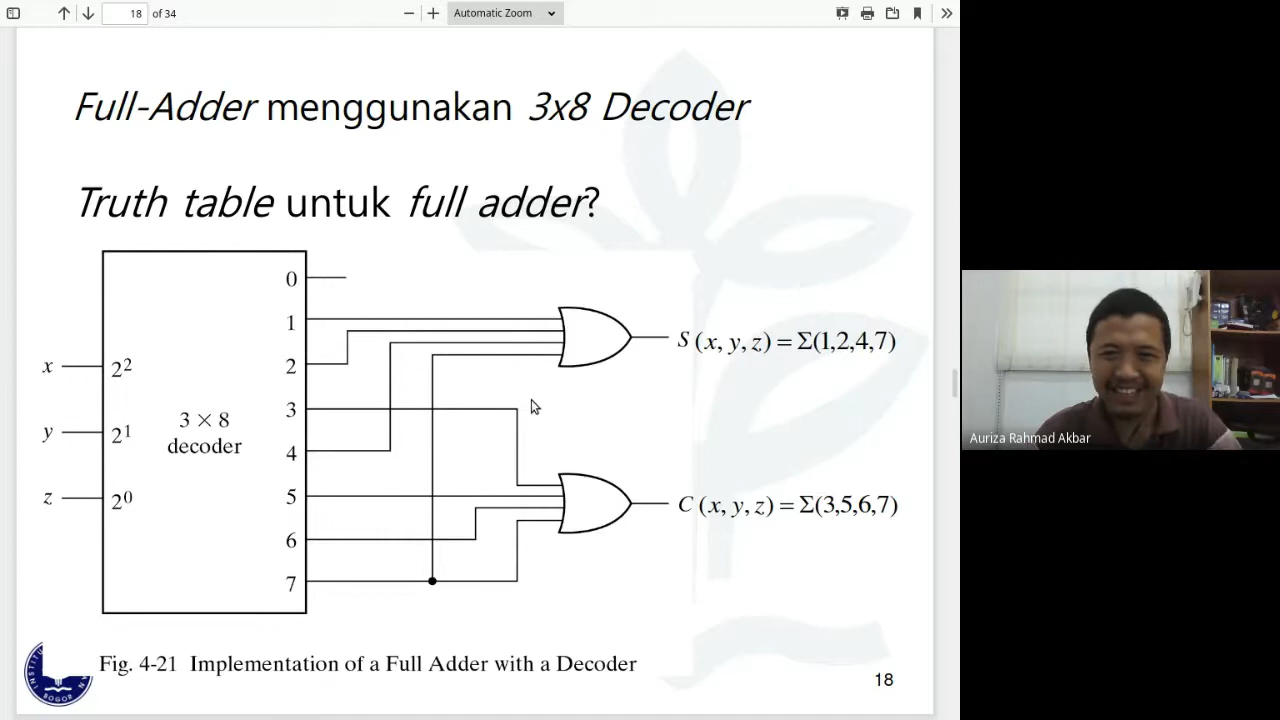 18 of 34 Automatic Zoom
Full-Adder menggunakan 3x8 Decoder
Truth table untuk full adder?
0
1
S (x, y, z) = Σ(1,2,4,7)
2
x 2²
3
3 × 8
decoder
y 2¹
4
5
z 2⁰
C (x, y, z) = Σ(3,5,6,7)
6
7
Fig. 4-21 Implementation of a Full Adder with a Decoder
18
BOGOR
Auriza Rahmad Akbar